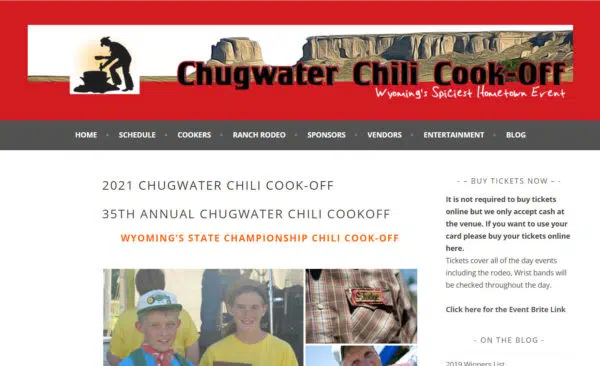 Chugwater Chili Cook-Off
Wyoming's Spiciest Hometown Event
HOME
SCHEDULE
COOKERS
RANCH RODEO
SPONSORS
VENDORS
ENTERTAINMENT
BLOG
2021 CHUGWATER CHILI COOK-OFF
35TH ANNUAL CHUGWATER CHILI COOKOFF
WYOMING'S STATE CHAMPIONSHIP CHILI COOK-OFF
- – BUY TICKETS NOW – -
It is not required to buy tickets
online but we only accept cash at
the venue. If you want to use your
card please buy your tickets online
here.
Tickets cover all of the day events
including the rodeo, Wrist bands will
be checked throughout the day.
Click here for the Event Brite Link
- ON THE BLOG -
2019 Winners List